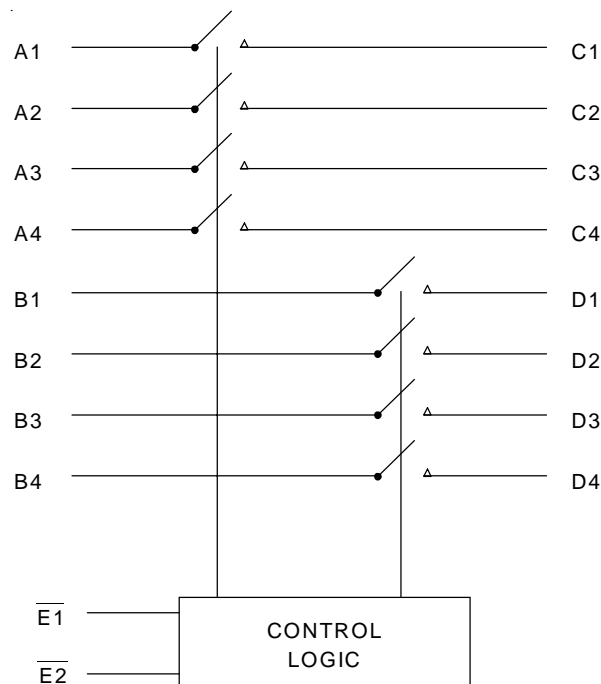 A1 C1
A2 C2
A3 C3
A4 C4
B1 D1
B2 D2
B3 D3
B4 D4
E1
CONTROL
LOGIC
E2